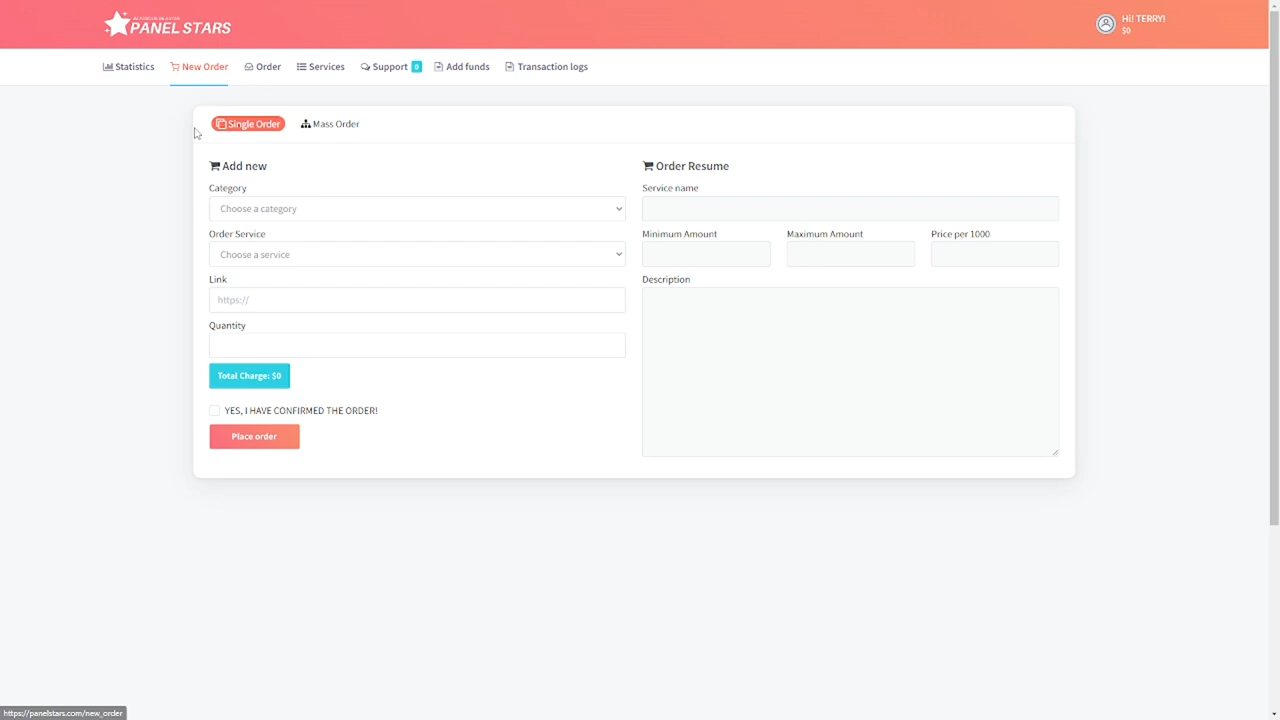 PANEL STARS
Hi! TERRY!
$0
Statistics
New Order
Order
Services
Support 0
Add funds
Transaction logs
Single Order
Mass Order
Add new
Category
Choose a category
Order Service
Choose a service
Link
https://
Quantity
Total Charge: $0
YES, I HAVE CONFIRMED THE ORDER!
Place order
Order Resume
Service name
Minimum Amount
Maximum Amount
Price per 1000
Description
https://panelstars.com/new_order